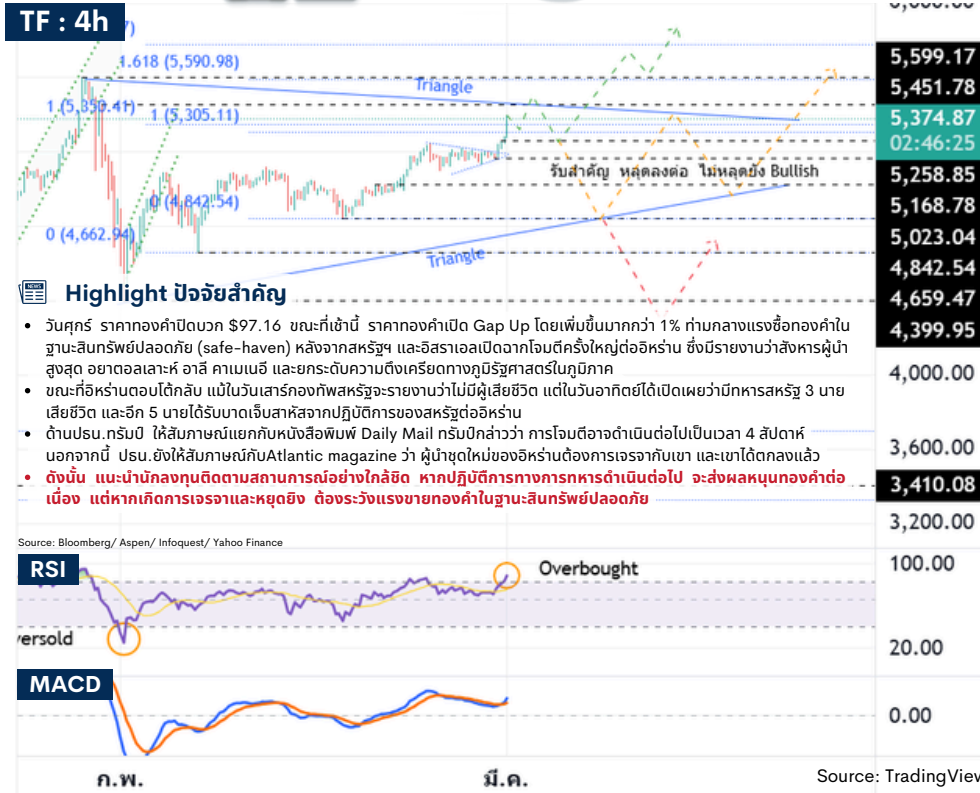 TF : 4h
1.618 (5,590.98)
Triangle
1 (5,350.41)
1 (5,305.11)
รับสำคัญ หลุดลงต่อ ไม่หลุดยัง Bullish
0 (4,842.54)
0 (4,662.94)
Triangle
5,599.17
5,451.78
5,374.87
02:46:25
5,258.85
5,168.78
5,023.04
4,842.54
4,659.47
4,399.95
4,000.00
3,600.00
3,410.08
3,200.00
NEWS
Highlight ปัจจัยสำคัญ
• วันศุกร์ ราคาทองคำปิดบวก $97.16 ขณะที่เช้านี้ ราคาทองคำเปิด Gap Up โดยเพิ่มขึ้นมากกว่า 1% ท่ามกลางแรงซื้อทองคำใน
ฐานะสินทรัพย์ปลอดภัย (safe-haven) หลังจากสหรัฐฯ และอิสราเอลเปิดฉากโจมตีครั้งใหญ่ต่ออิหร่าน ซึ่งมีรายงานว่าสังหารผู้นำ
สูงสุด อยาตอลเลาะห์ อาลี คาเมเนอี และยกระดับความตึงเครียดทางภูมิรัฐศาสตร์ในภูมิภาค
• ขณะที่อิหร่านตอบโต้กลับ แม้ในวันเสาร์กองทัพสหรัฐจะรายงานว่าไม่มีผู้เสียชีวิต แต่ในวันอาทิตย์ได้เปิดเผยว่ามีทหารสหรัฐ 3 นาย
เสียชีวิต และอีก 5 นายได้รับบาดเจ็บสาหัสจากปฏิบัติการของสหรัฐต่ออิหร่าน
• ด้านปธน.ทรัมป์ ให้สัมภาษณ์แยกกับหนังสือพิมพ์ Daily Mail ทรัมป์กล่าวว่า การโจมตีอาจดำเนินต่อไปเป็นเวลา 4 สัปดาห์
นอกจากนี้ ปธน.ยังให้สัมภาษณ์กับAtlantic magazine ว่า ผู้นำชุดใหม่ของอิหร่านต้องการเจรจากับเขา และเขาได้ตกลงแล้ว
• ดังนั้น แนะนำนักลงทุนติดตามสถานการณ์อย่างใกล้ชิด หากปฏิบัติการทางการทหารดำเนินต่อไป จะส่งผลหนุนทองคำต่อ
เนื่อง แต่หากเกิดการเจรจาและหยุดยิง ต้องระวังแรงขายทองคำในฐานะสินทรัพย์ปลอดภัย
Source: Bloomberg/ Aspen/ Infoquest/ Yahoo Finance
RSI
Overbought
100.00
ersold
20.00
MACD
0.00
ก.พ.
มี.ค.
Source: TradingView